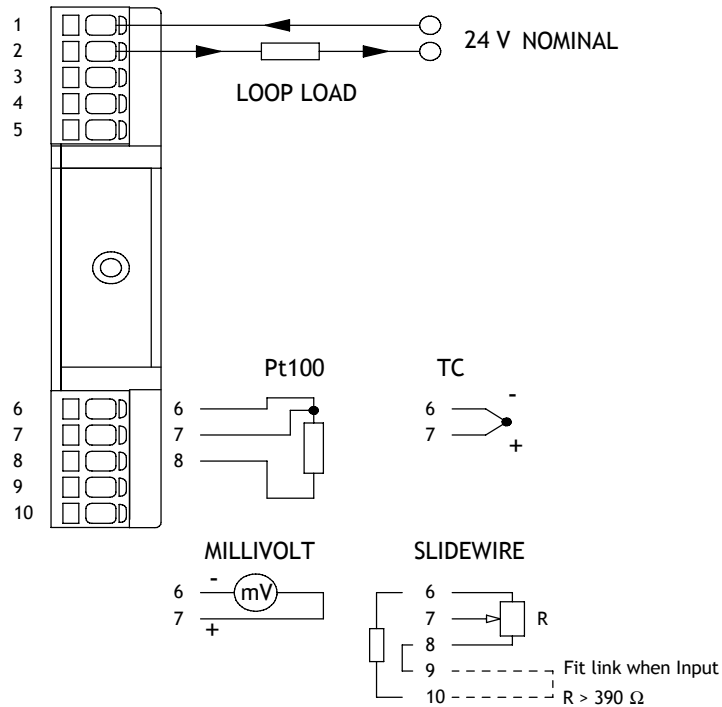 1
2
3
4
5
24 V NOMINAL
LOOP LOAD
Pt100
TC
6
7
8
9
10
6
7
8
6
7
-
+
MILLIVOLT
SLIDEWIRE
6
7
-
+
mV
6
7
8
9
10
R
Fit link when Input
R > 390 Ω